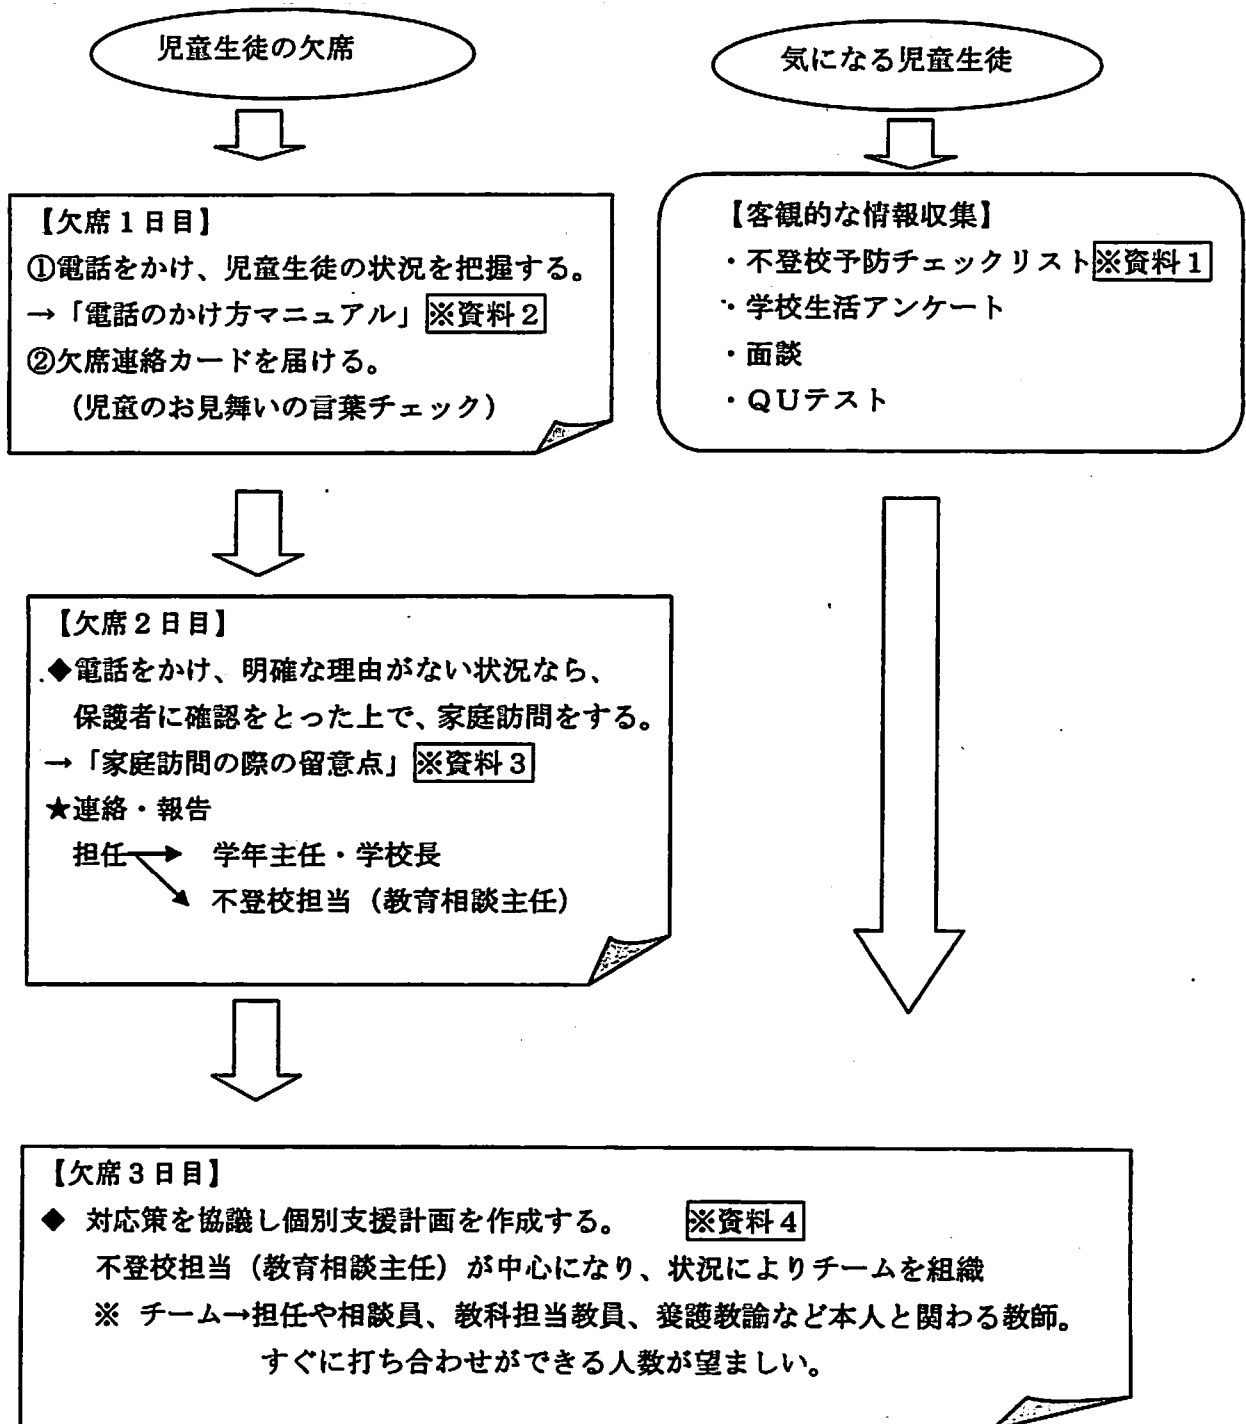 児童生徒の欠席
気になる児童生徒
【欠席１日目】
①電話をかけ、児童生徒の状況を把握する。
→「電話のかけ方マニュアル」※資料２
②欠席連絡カードを届ける。
（児童のお見舞いの言葉チェック）
【客観的な情報収集】
・不登校予防チェックリスト※資料１
・学校生活アンケート
・面談
・ＱＵテスト
【欠席２日目】
◆電話をかけ、明確な理由がない状況なら、
保護者に確認をとった上で、家庭訪問をする。
→「家庭訪問の際の留意点」※資料３
★連絡・報告
担任→ 学年主任・学校長
不登校担当（教育相談主任）
【欠席３日目】
◆ 対応策を協議し個別支援計画を作成する。 ※資料４
不登校担当（教育相談主任）が中心になり、状況によりチームを組織
※ チーム→担任や相談員、教科担当教員、養護教諭など本人と関わる教師。
すぐに打ち合わせができる人数が望ましい。